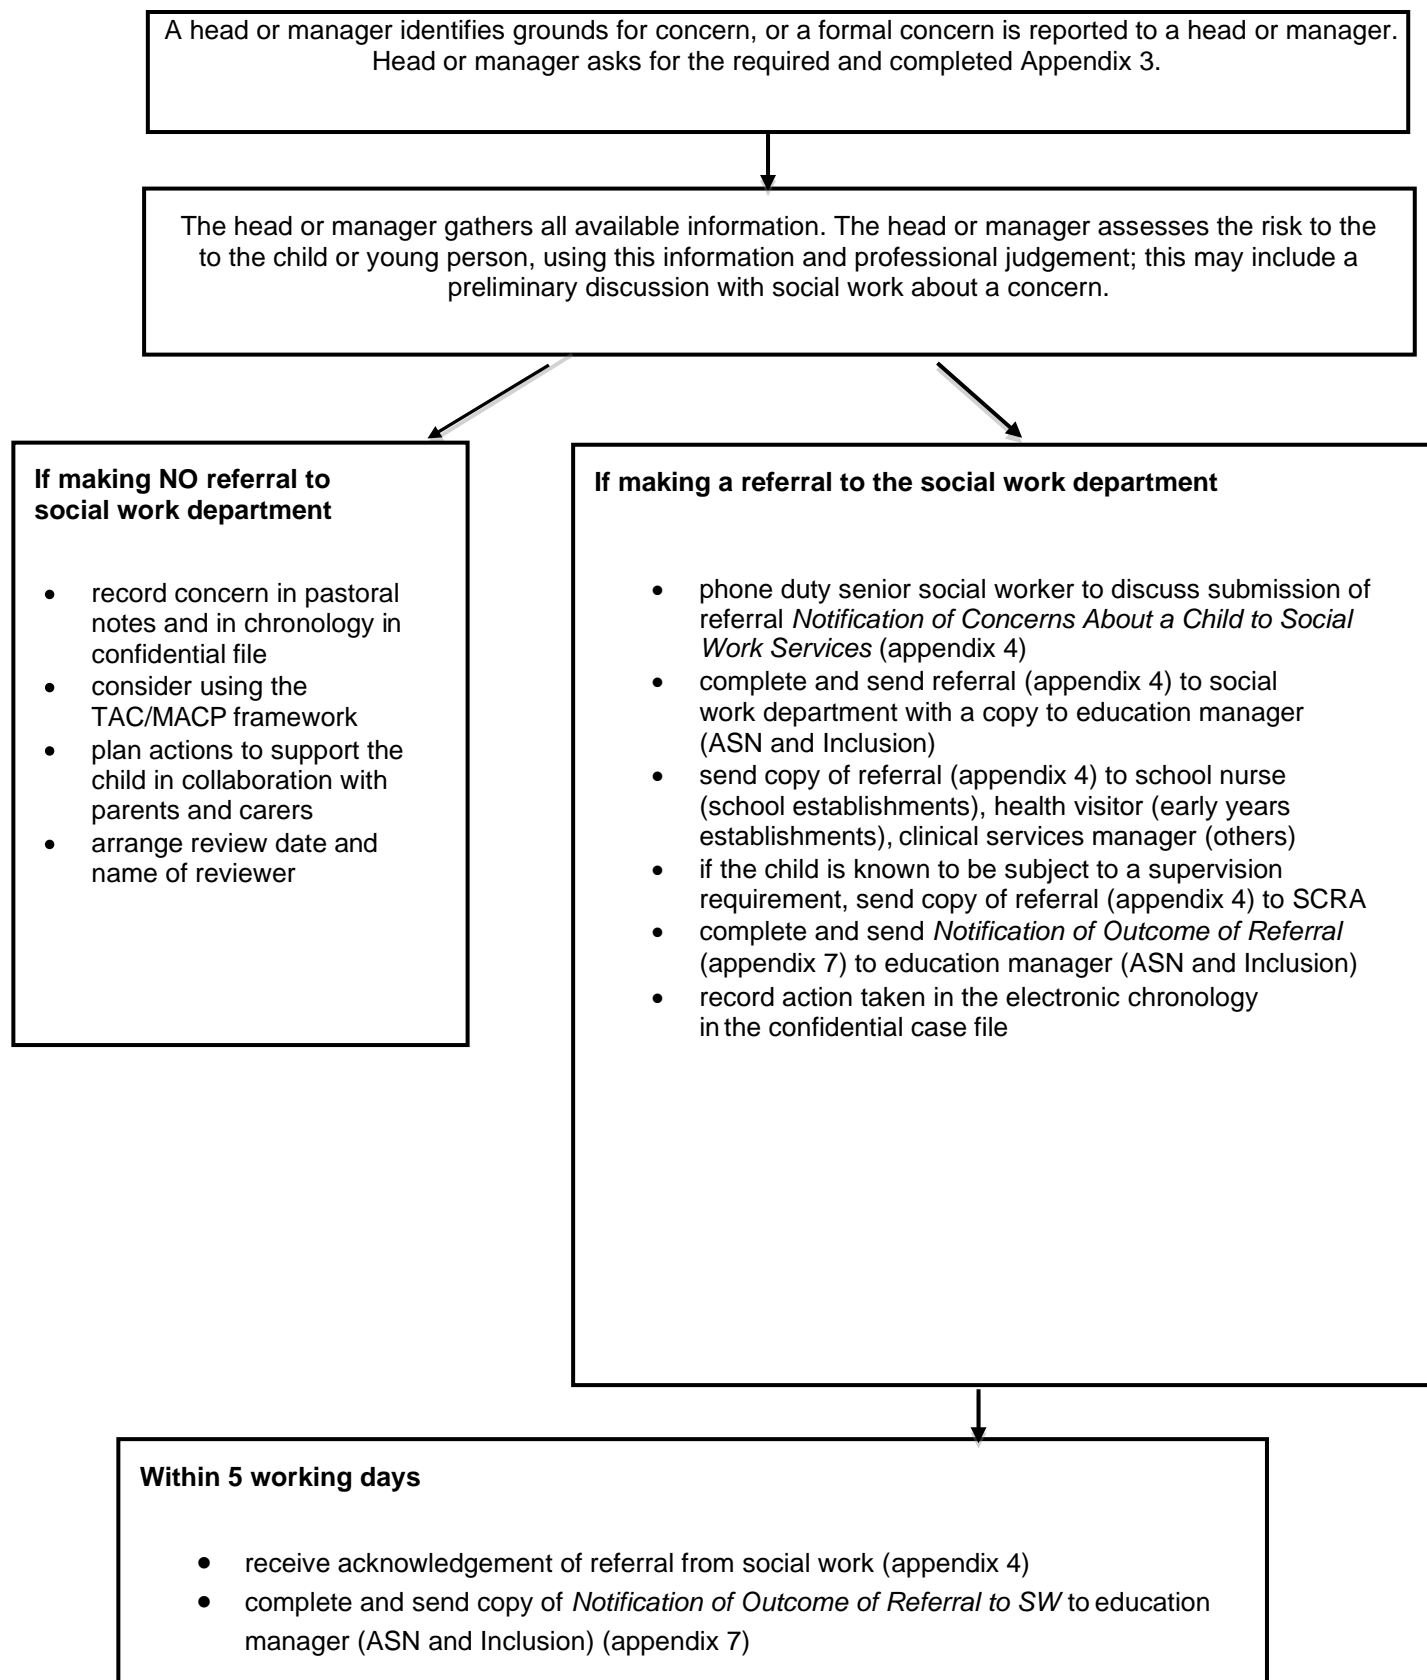 A head or manager identifies grounds for concern, or a formal concern is reported to a head or manager.
Head or manager asks for the required and completed Appendix 3.
The head or manager gathers all available information. The head or manager assesses the risk to the
to the child or young person, using this information and professional judgement; this may include a
preliminary discussion with social work about a concern.
If making NO referral to
social work department
• record concern in pastoral
notes and in chronology in
confidential file
• consider using the
TAC/MACP framework
• plan actions to support the
child in collaboration with
parents and carers
• arrange review date and
name of reviewer
If making a referral to the social work department
• phone duty senior social worker to discuss submission of
referral Notification of Concerns About a Child to Social
Work Services (appendix 4)
• complete and send referral (appendix 4) to social
work department with a copy to education manager
(ASN and Inclusion)
• send copy of referral (appendix 4) to school nurse
(school establishments), health visitor (early years
establishments), clinical services manager (others)
• if the child is known to be subject to a supervision
requirement, send copy of referral (appendix 4) to SCRA
• complete and send Notification of Outcome of Referral
(appendix 7) to education manager (ASN and Inclusion)
• record action taken in the electronic chronology
in the confidential case file
Within 5 working days
• receive acknowledgement of referral from social work (appendix 4)
• complete and send copy of Notification of Outcome of Referral to SW to education
manager (ASN and Inclusion) (appendix 7)